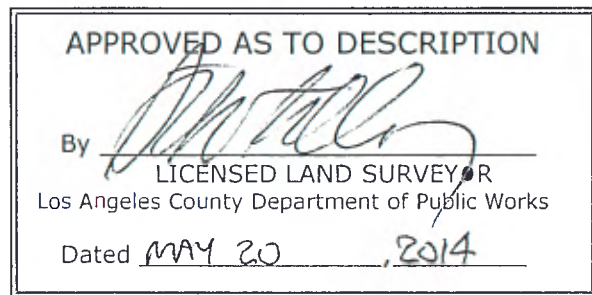 APPROVED AS TO DESCRIPTION
By
LICENSED LAND SURVEYOR
Los Angeles County Department of Public Works
Dated MAY 20, 2014